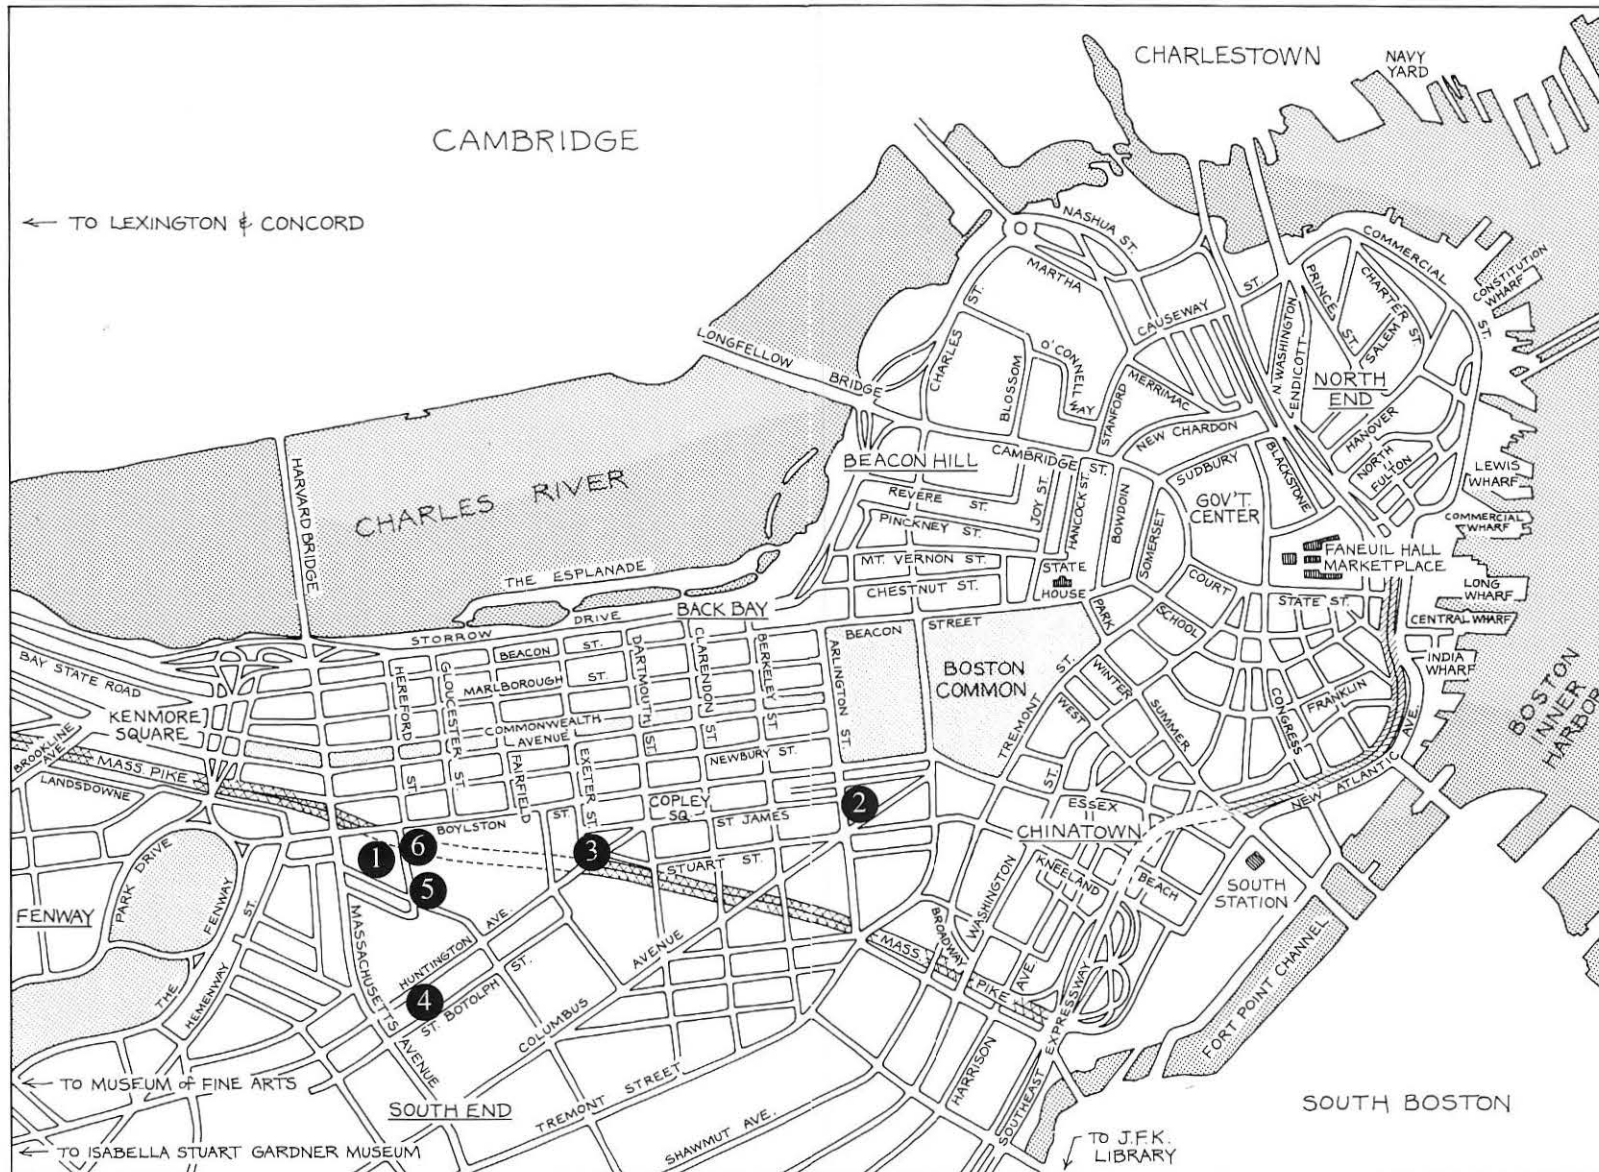 CHARLESTOWN
NAVY
YARD
CAMBRIDGE
← TO LEXINGTON & CONCORD
NASHUA ST.
MARTHA
COMMERCIAL
ST.
CONSTITUTION
WHARF
PRINCE
ST.
CHARTER ST
SALEM
CAUSEWAY
ST.
N. WASHINGTON
ENDICOTT
NORTH
END
HANOVER
NORTH
FULTON
LONGFELLOW
BRIDGE
CHARLES
ST.
BLOSSOM
O'CONNELL
WAY
STANFORD
MERRIMAC
NEW CHARDON
SUDBURY
BLACKSTONE
LEWIS
WHARF
COMMERCIAL
WHARF
LONG
WHARF
CENTRAL WHARF
INDIA
WHARF
BOSTON
INNER
HARBOR
BEACON HILL
CAMBRIDGE
ST.
REVERE ST.
PINCKNEY ST.
MT. VERNON ST.
CHESTNUT ST.
JOY ST.
HANCOCK ST.
BOWDOIN
SOMERSET
GOV'T.
CENTER
FANEUIL HALL
MARKETPLACE
STATE
HOUSE
COURT
STATE ST.
SCHOOL
PARK
HARVARD BRIDGE
CHARLES RIVER
THE ESPLANADE
STORROW
DRIVE
BACK BAY
BEACON
STREET
BOSTON
COMMON
TREMONT
ST.
WINTER
WEST
ST.
SUMMER
CONGRESS
FRANKLIN
NEW ATLANTIC
AVE.
BAY STATE ROAD
KENMORE
SQUARE
BROOKLINE
AVE.
MASS. PIKE
LANDSDOWNE
HEREFORD
ST.
GLOUCESTER
ST.
BEACON
ST.
MARLBOROUGH
ST.
COMMONWEALTH
AVENUE
FAIRFIELD
ST.
EXETER ST.
DARTMOUTH
ST.
CLARENDON ST.
BERKELEY ST.
ARLINGTON
ST.
NEWBURY ST.
COPLEY
SQ.
BOYLSTON
ST. JAMES
STUART ST.
1
2
3
4
5
6
ESSEX
CHINATOWN
KNEELAND
BEACH
WASHINGTON
SOUTH
STATION
FORT POINT CHANNEL
PARK DRIVE
FENWAY
THE
FENWAY
HEMENWAY
ST.
MASSACHUSETTS
AVENUE
HUNTINGTON
AVE.
ST. BOTOLPH
ST.
COLUMBUS
AVENUE
BROADWAY
MASS.
PIKE
AVE
HARRISON
SOUTHEAST
EXPRESSWAY
TREMONT STREET
SHAWMUT AVE.
SOUTH END
← TO MUSEUM of FINE ARTS
← TO ISABELLA STUART GARDNER MUSEUM
TO J.F.K.
LIBRARY
SOUTH BOSTON